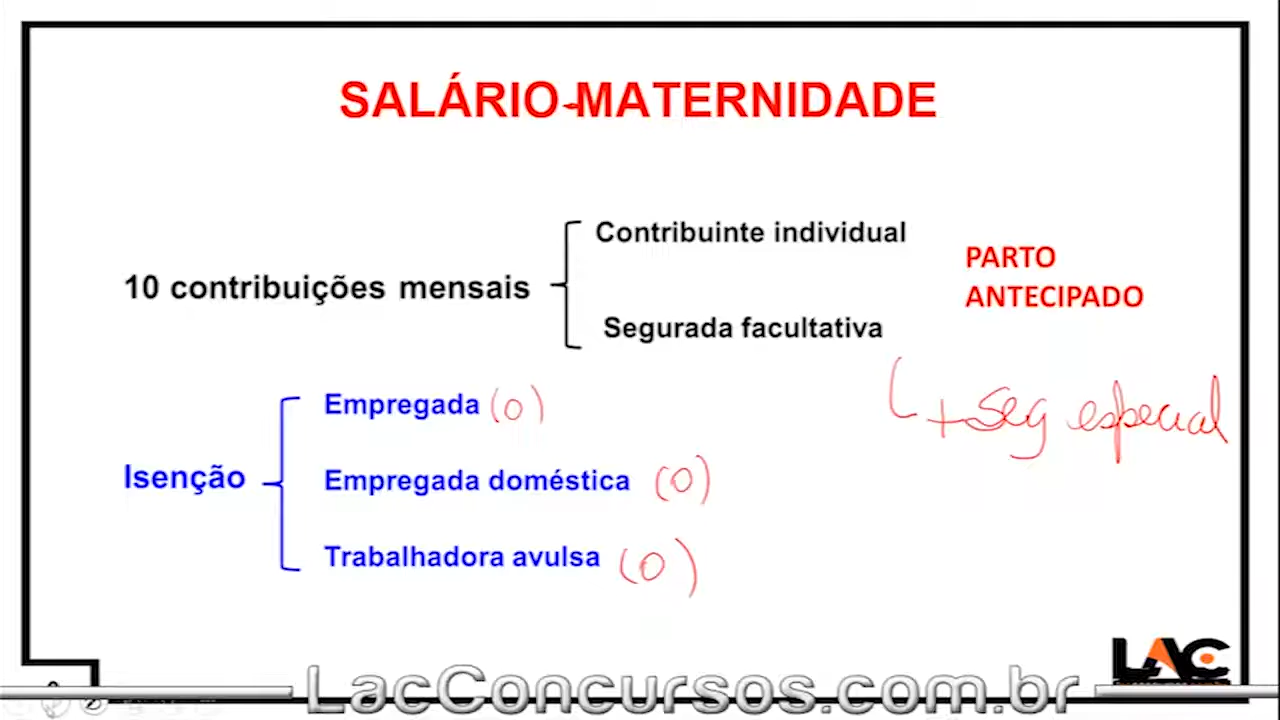 SALÁRIO-MATERNIDADE
Contribuinte individual
10 contribuições mensais
Segurada facultativa
PARTO
ANTECIPADO
+ seg especial
Empregada (0)
Isenção
Empregada doméstica (0)
Trabalhadora avulsa (0)
LAC
LacConcursos.com.br